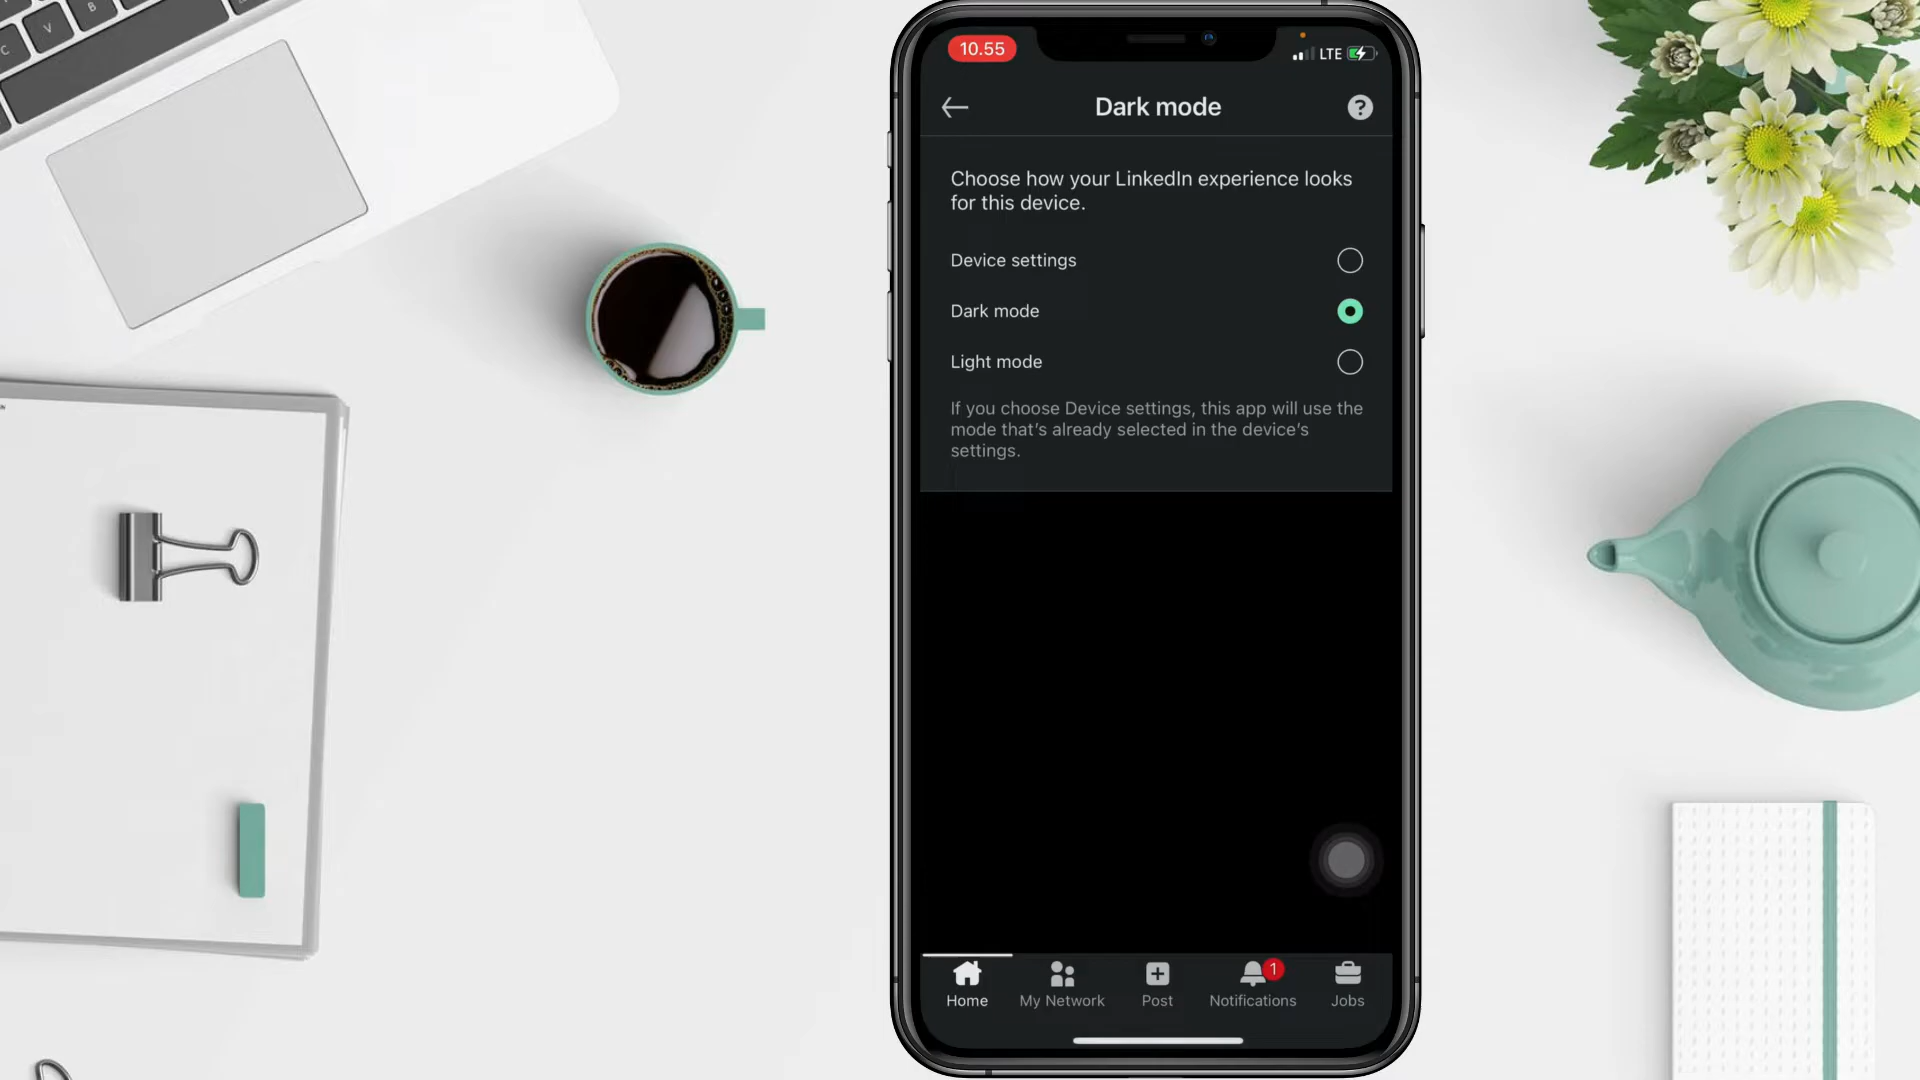 10.55
LTE
Dark mode
?
Choose how your LinkedIn experience looks
for this device.
Device settings
Dark mode
Light mode
If you choose Device settings, this app will use the
mode that's already selected in the device's
settings.
1
Home
My Network
Post
Notifications
Jobs
C
V
B